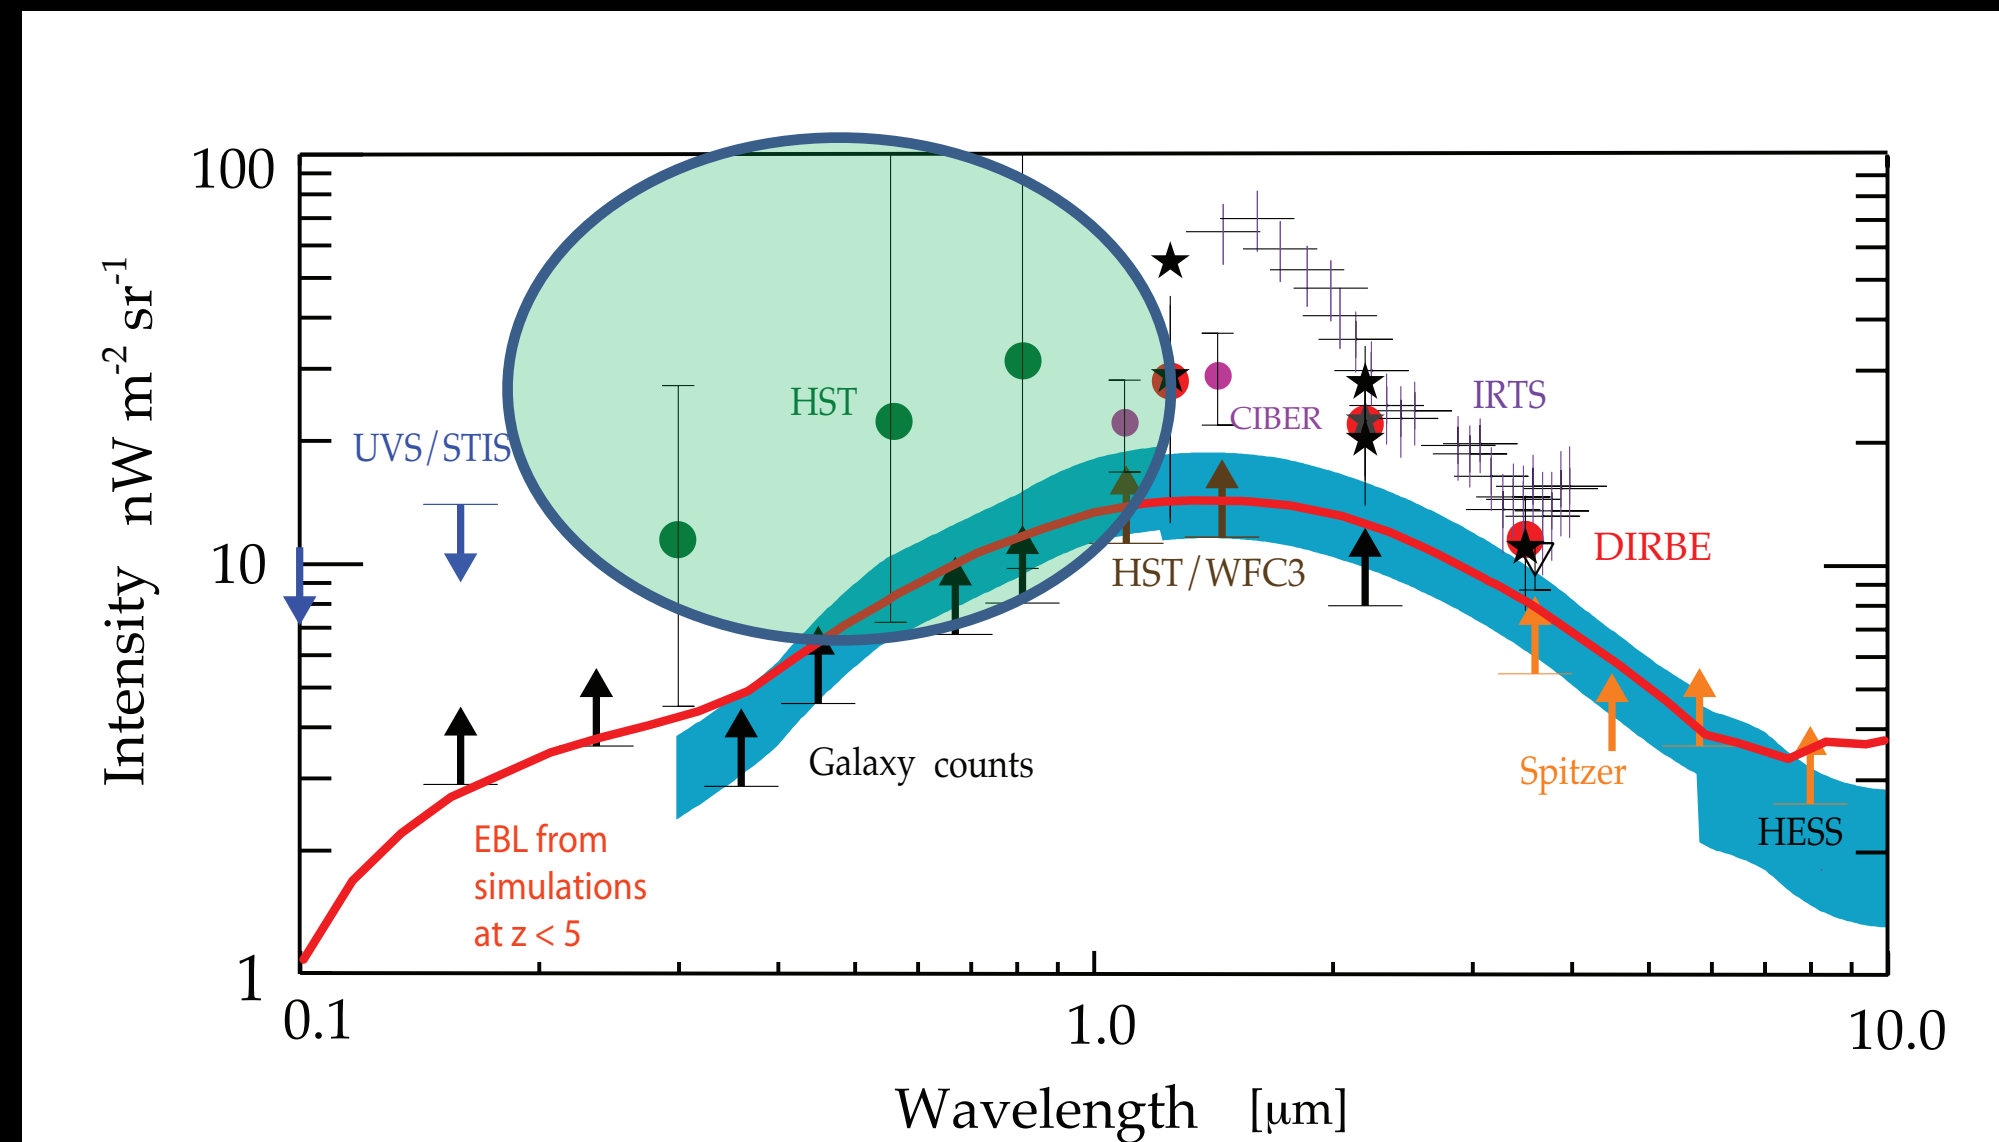 100
10
1
Intensity nW m⁻² sr⁻¹
UVS/STIS
HST
CIBER
IRTS
DIRBE
HST/WFC3
Galaxy counts
Spitzer
HESS
EBL from
simulations
at z < 5
0.1
1.0
10.0
Wavelength [μm]